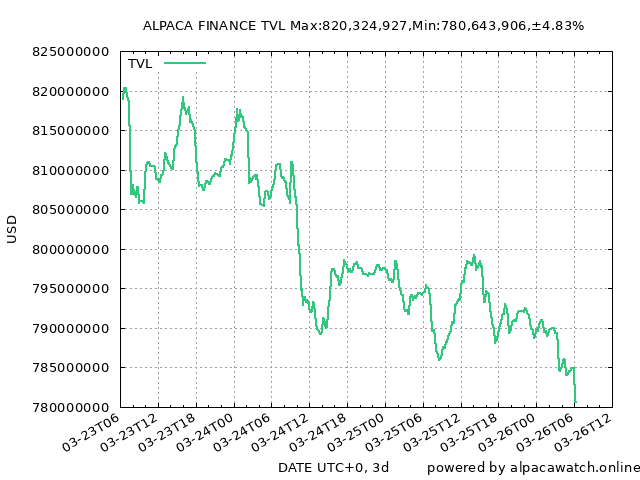 ALPACA FINANCE TVL Max:820,324,927,Min:780,643,906,±4.83%
825000000
TVL
820000000
815000000
810000000
805000000
USD
800000000
795000000
790000000
785000000
780000000
03-23T06
03-23T12
03-23T18
03-24T00
03-24T06
03-24T12
03-24T18
03-25T00
03-25T06
03-25T12
03-25T18
03-26T00
03-26T06
03-26T12
DATE UTC+0, 3d
powered by alpacawatch.online